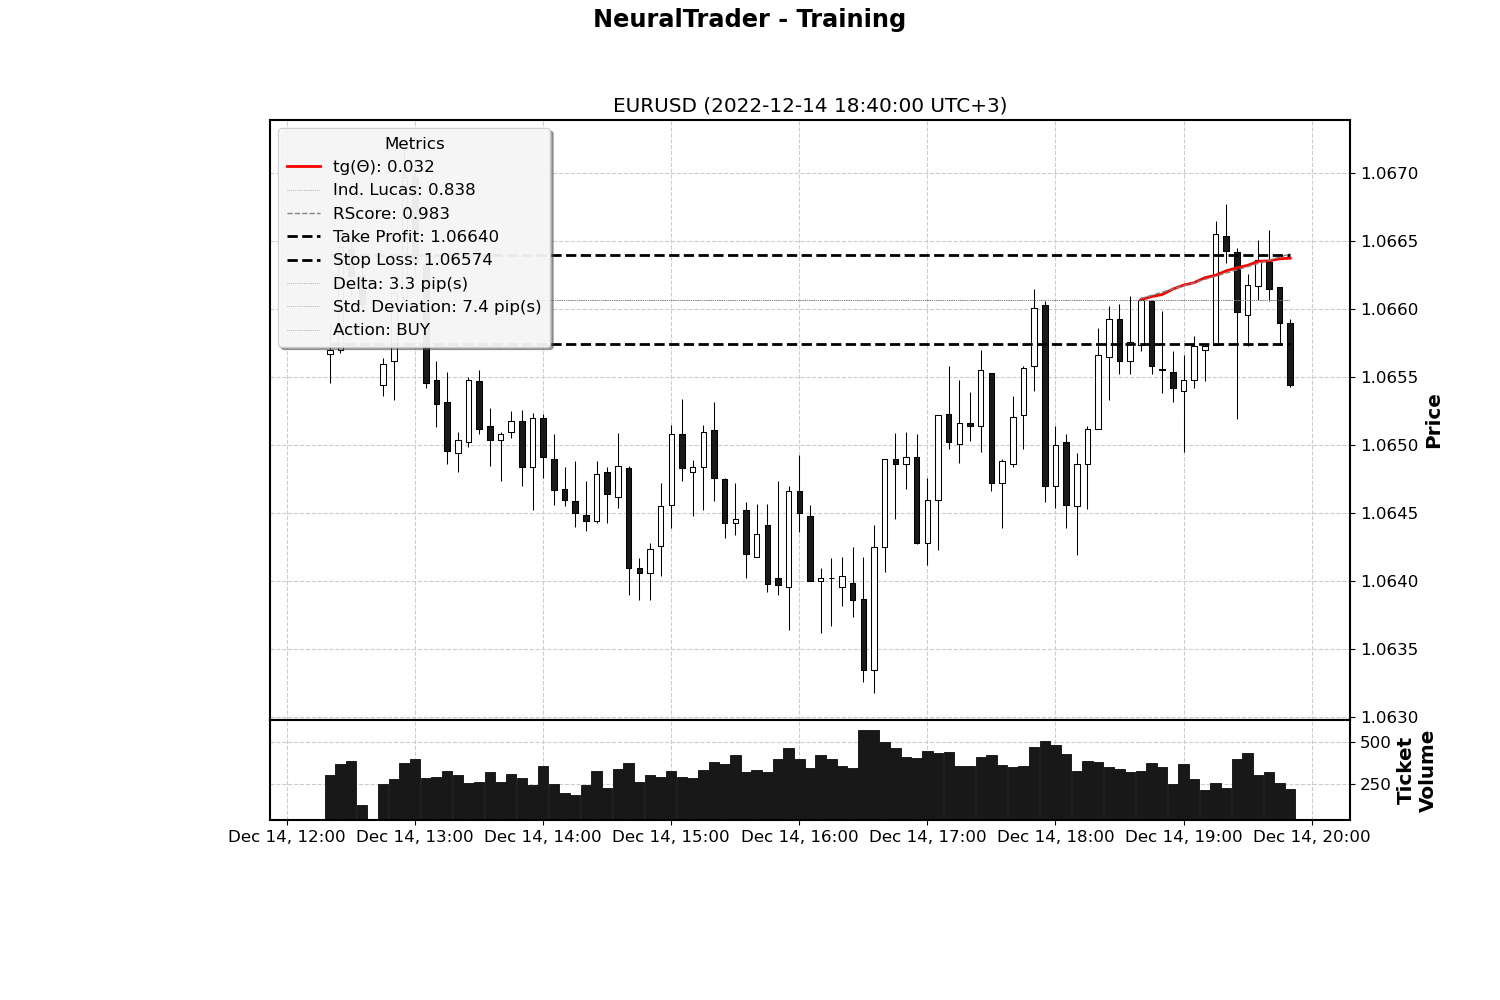 NeuralTrader - Training
EURUSD (2022-12-14 18:40:00 UTC+3)
Metrics
tg(Θ): 0.032
Ind. Lucas: 0.838
RScore: 0.983
Take Profit: 1.06640
Stop Loss: 1.06574
Delta: 3.3 pip(s)
Std. Deviation: 7.4 pip(s)
Action: BUY
1.0670
1.0665
1.0660
1.0655
1.0650
1.0645
1.0640
1.0635
1.0630
Price
500
250
Ticket
Volume
Dec 14, 12:00
Dec 14, 13:00
Dec 14, 14:00
Dec 14, 15:00
Dec 14, 16:00
Dec 14, 17:00
Dec 14, 18:00
Dec 14, 19:00
Dec 14, 20:00